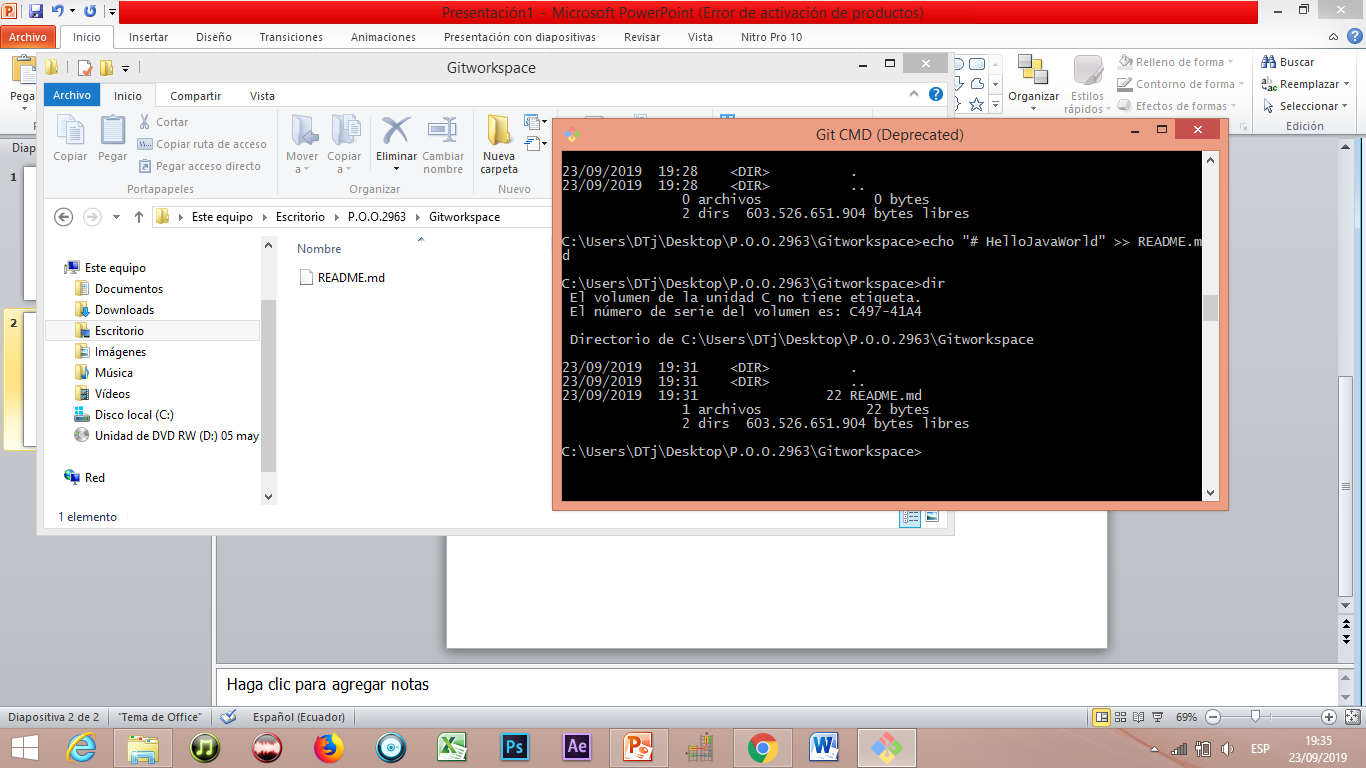 Presentación1 - Microsoft PowerPoint (Error de activación de productos)
Archivo Inicio Insertar Diseño Transiciones Animaciones Presentación con diapositivas Revisar Vista Nitro Pro 10
Buscar
Reemplazar
Seleccionar
Edición
Organizar
Estilos rápidos
Relleno de forma
Contorno de forma
Efectos de formas
Pega
Diap
1
2
Gitworkspace
Archivo Inicio Compartir Vista
Copiar
Pegar
Cortar
Copiar ruta de acceso
Pegar acceso directo
Portapapeles
Mover a
Copiar a
Eliminar
Cambiar nombre
Organizar
Nueva carpeta
Nuevo
Este equipo Escritorio P.O.O.2963 Gitworkspace
Nombre
README.md
Este equipo
Documentos
Downloads
Escritorio
Imágenes
Música
Vídeos
Disco local (C:)
Unidad de DVD RW (D:) 05 may
Red
1 elemento
Git CMD (Deprecated)
23/09/2019 19:28 <DIR> .
23/09/2019 19:28 <DIR> ..
0 archivos 0 bytes
2 dirs 603.526.651.904 bytes libres
C:\Users\DTj\Desktop\P.O.O.2963\Gitworkspace>echo "# HelloJavaWorld" >> README.m
d
C:\Users\DTj\Desktop\P.O.O.2963\Gitworkspace>dir
El volumen de la unidad C no tiene etiqueta.
El número de serie del volumen es: C497-41A4
Directorio de C:\Users\DTj\Desktop\P.O.O.2963\Gitworkspace
23/09/2019 19:31 <DIR> .
23/09/2019 19:31 <DIR> ..
23/09/2019 19:31 22 README.md
1 archivos 22 bytes
2 dirs 603.526.651.904 bytes libres
C:\Users\DTj\Desktop\P.O.O.2963\Gitworkspace>
Haga clic para agregar notas
Diapositiva 2 de 2 "Tema de Office" Español (Ecuador) 69%
Ps Ae
ESP
19:35
23/09/2019